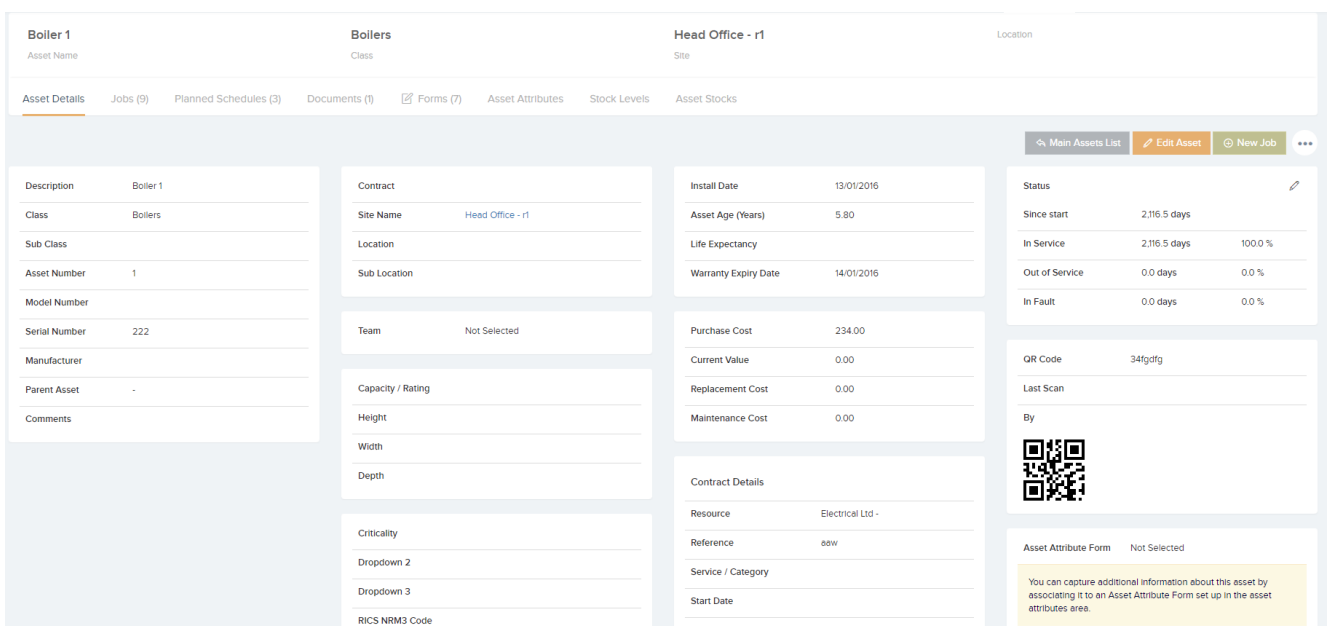 Boiler 1
Asset Name
Boilers
Class
Head Office - r1
Site
Location
Asset Details Jobs (9) Planned Schedules (3) Documents (1) Forms (7) Asset Attributes Stock Levels Asset Stocks
Main Assets List Edit Asset New Job
Description Boiler 1
Class Boilers
Sub Class
Asset Number 1
Model Number
Serial Number 222
Manufacturer
Parent Asset -
Comments
Contract
Site Name Head Office - r1
Location
Sub Location
Team Not Selected
Capacity / Rating
Height
Width
Depth
Criticality
Dropdown 2
Dropdown 3
RICS NRM3 Code
Install Date 13/01/2016
Asset Age (Years) 5.80
Life Expectancy
Warranty Expiry Date 14/01/2016
Purchase Cost 234.00
Current Value 0.00
Replacement Cost 0.00
Maintenance Cost 0.00
Contract Details
Resource Electrical Ltd -
Reference aaw
Service / Category
Start Date
Status
Since start 2,116.5 days
In Service 2,116.5 days 100.0 %
Out of Service 0.0 days 0.0 %
In Fault 0.0 days 0.0 %
QR Code 34fgdfg
Last Scan
By
Asset Attribute Form Not Selected
You can capture additional information about this asset by
associating it to an Asset Attribute Form set up in the asset
attributes area.